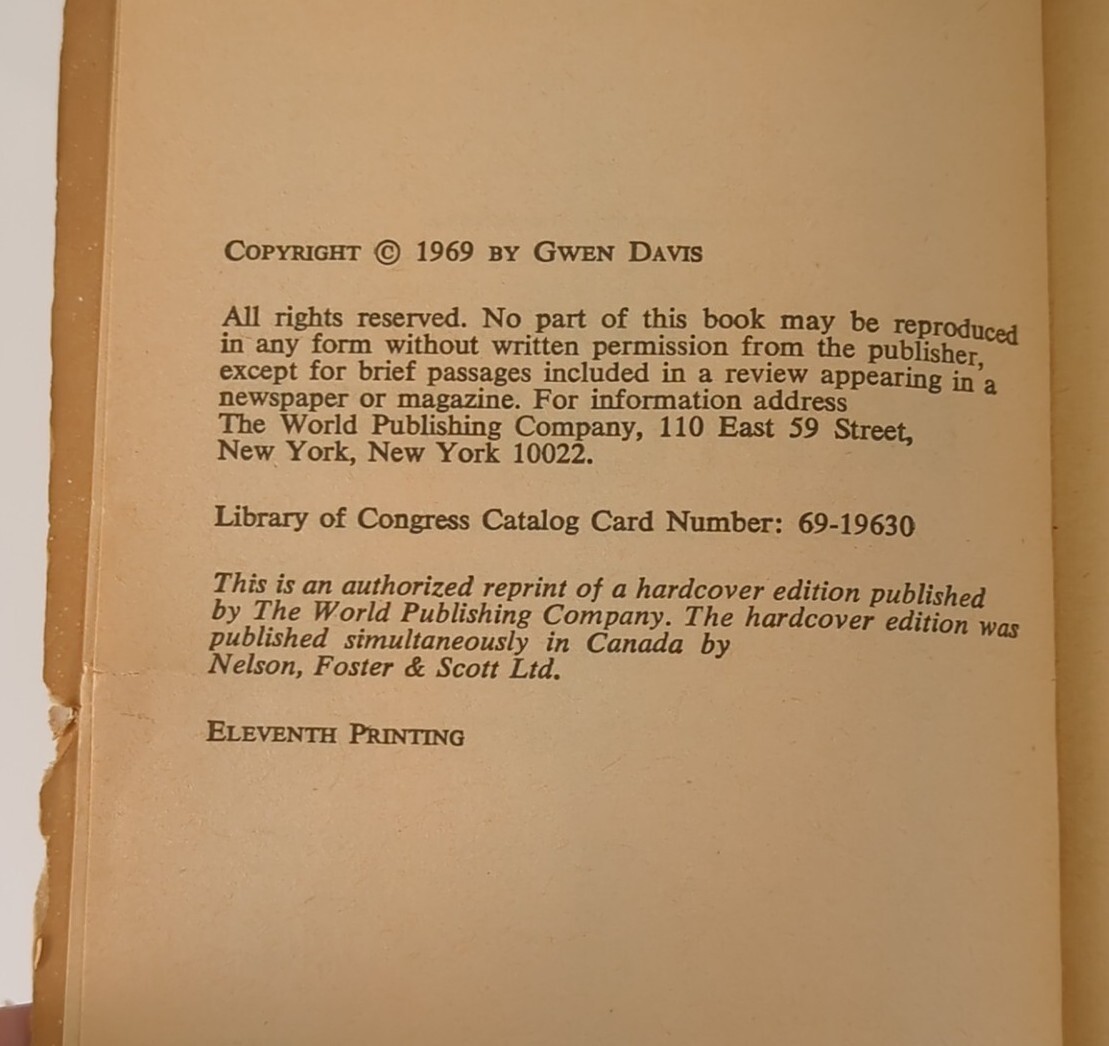 COPYRIGHT © 1969 BY GWEN DAVIS
All rights reserved. No part of this book may be reproduced
in any form without written permission from the publisher,
except for brief passages included in a review appearing in a
newspaper or magazine. For information address
The World Publishing Company, 110 East 59 Street,
New York, New York 10022.
Library of Congress Catalog Card Number: 69-19630
This is an authorized reprint of a hardcover edition published
by The World Publishing Company. The hardcover edition was
published simultaneously in Canada by
Nelson, Foster & Scott Ltd.
ELEVENTH PRINTING